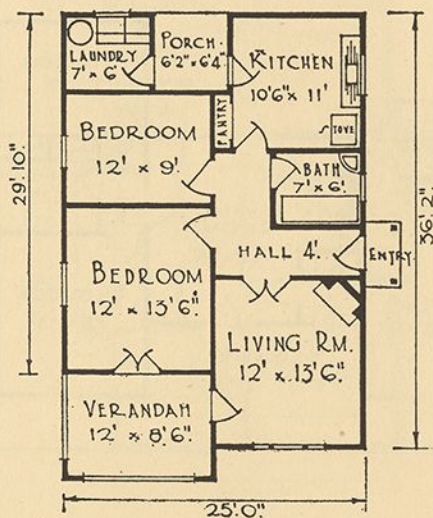 LAUNDRY
7' x 6'
PORCH
6'2" x 6'4"
KITCHEN
10'6" x 11'
PANTRY
STOVE
BEDROOM
12' x 9'
BATH
7' x 6'
29'.10"
36'.2"
HALL 4'.
ENTRY.
BEDROOM
12' x 13'6"
LIVING RM.
12' x 13'6"
VERANDAH
12' x 8'6"
25'.0"